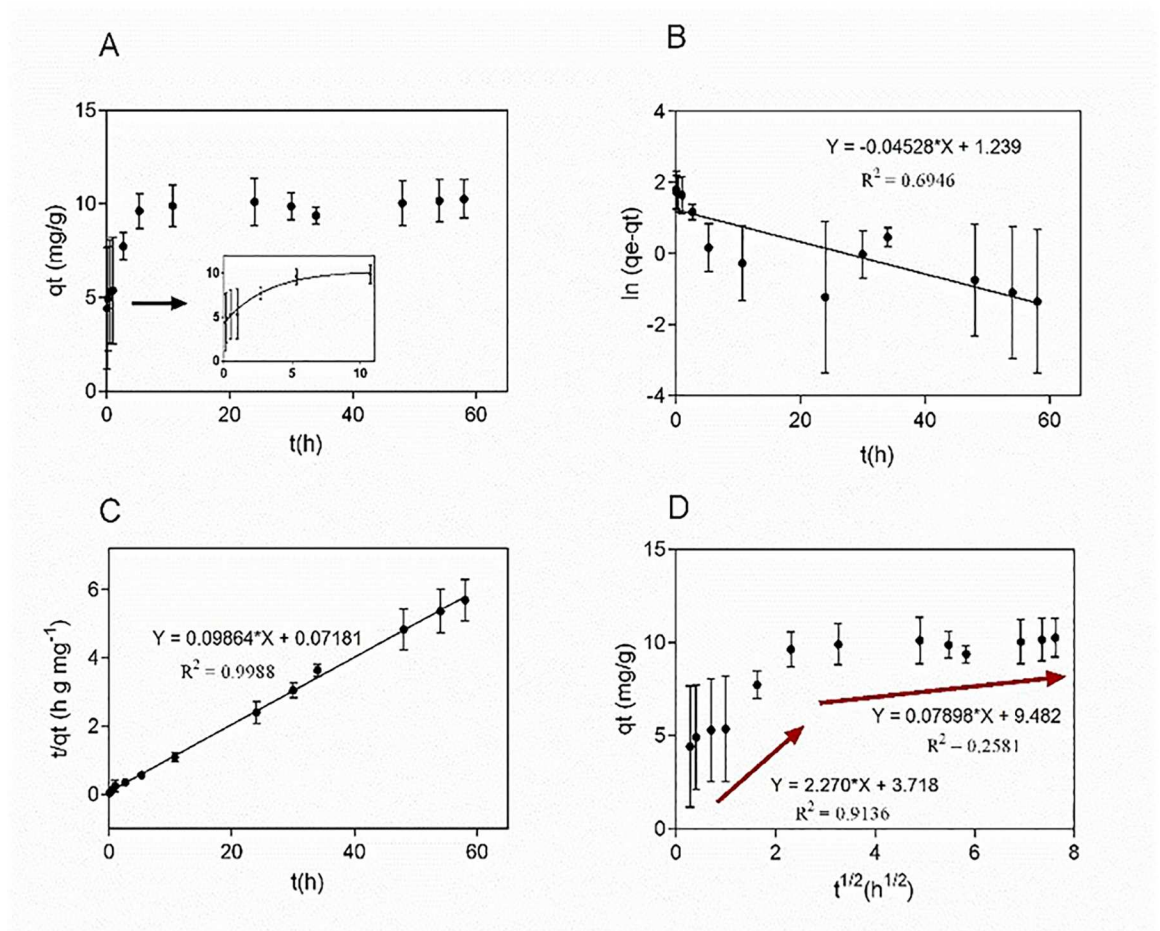 A
15
10
5
0
qt (mg/g)
10
5
0
0
5
10
0
20
40
60
t(h)
B
4
2
0
-2
-4
ln (qe-qt)
Y = -0.04528*X + 1.239
R² = 0.6946
0
20
40
60
t(h)
C
6
4
2
0
t/qt (h g mg⁻¹)
Y = 0.09864*X + 0.07181
R² = 0.9988
0
20
40
60
t(h)
D
15
10
5
0
qt (mg/g)
Y = 0.07898*X + 9.482
R² – 0.2581
Y = 2.270*X + 3.718
R² = 0.9136
0
2
4
6
8
t^1/2(h^1/2)